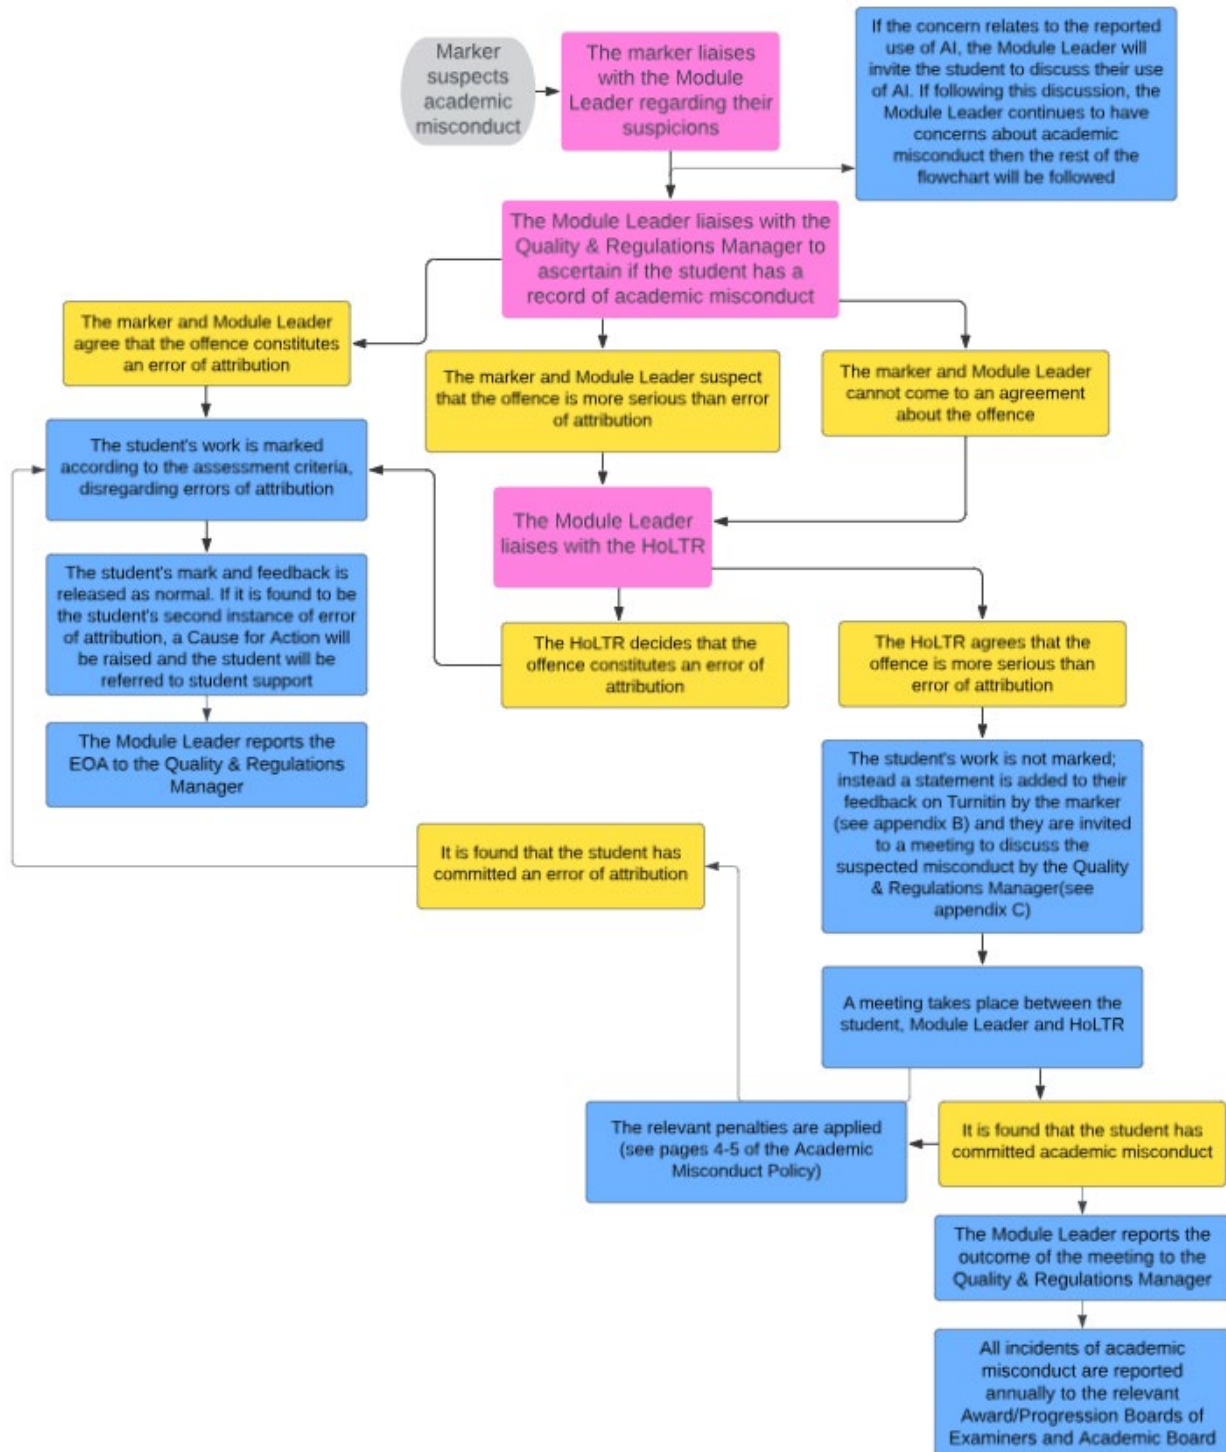 Marker
suspects
academic
misconduct
The marker liaises
with the Module
Leader regarding their
suspicions
If the concern relates to the reported
use of AI, the Module Leader will
invite the student to discuss their use
of AI. If following this discussion, the
Module Leader continues to have
concerns about academic
misconduct then the rest of the
flowchart will be followed
The Module Leader liaises with the
Quality & Regulations Manager to
ascertain if the student has a
record of academic misconduct
The marker and Module Leader
agree that the offence constitutes
an error of attribution
The marker and Module Leader suspect
that the offence is more serious than error
of attribution
The marker and Module Leader
cannot come to an agreement
about the offence
The student's work is marked
according to the assessment criteria,
disregarding errors of attribution
The Module Leader
liaises with the HoLTR
The student's mark and feedback is
released as normal. If it is found to be
the student's second instance of error
of attribution, a Cause for Action will
be raised and the student will be
referred to student support
The HoLTR decides that the
offence constitutes an error of
attribution
The HoLTR agrees that the
offence is more serious than
error of attribution
The Module Leader reports the
EOA to the Quality & Regulations
Manager
The student's work is not marked;
instead a statement is added to their
feedback on Turnitin by the marker
(see appendix B) and they are invited
to a meeting to discuss the
suspected misconduct by the Quality
& Regulations Manager(see
appendix C)
It is found that the student has
committed an error of attribution
A meeting takes place between the
student, Module Leader and HoLTR
The relevant penalties are applied
(see pages 4-5 of the Academic
Misconduct Policy)
It is found that the student has
committed academic misconduct
The Module Leader reports the
outcome of the meeting to the
Quality & Regulations Manager
All incidents of academic
misconduct are reported
annually to the relevant
Award/Progression Boards of
Examiners and Academic Board